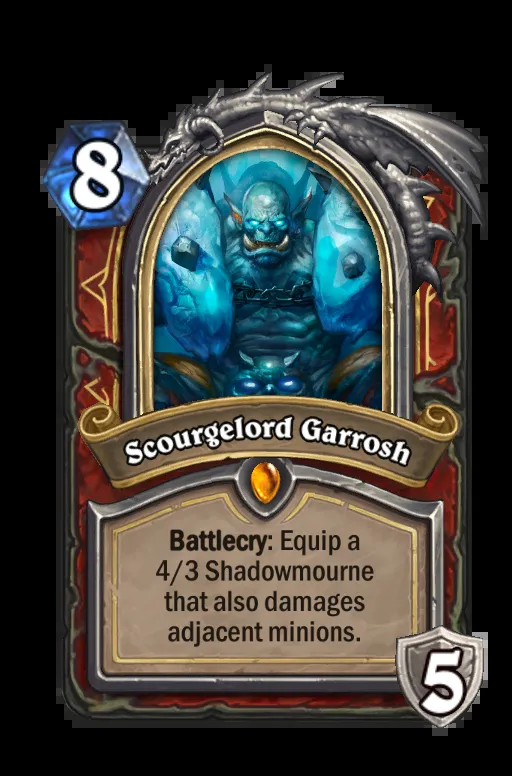 8
Scourgelord Garrosh
Battlecry: Equip a
4/3 Shadowmourne
that also damages
adjacent minions.
5